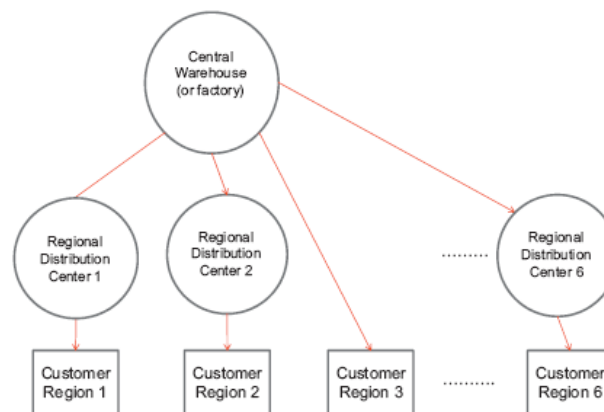 Central
Warehouse
(or factory)
Regional
Distribution
Center 1
Regional
Distribution
Center 2
Regional
Distribution
Center 6
Customer
Region 1
Customer
Region 2
Customer
Region 3
Customer
Region 6